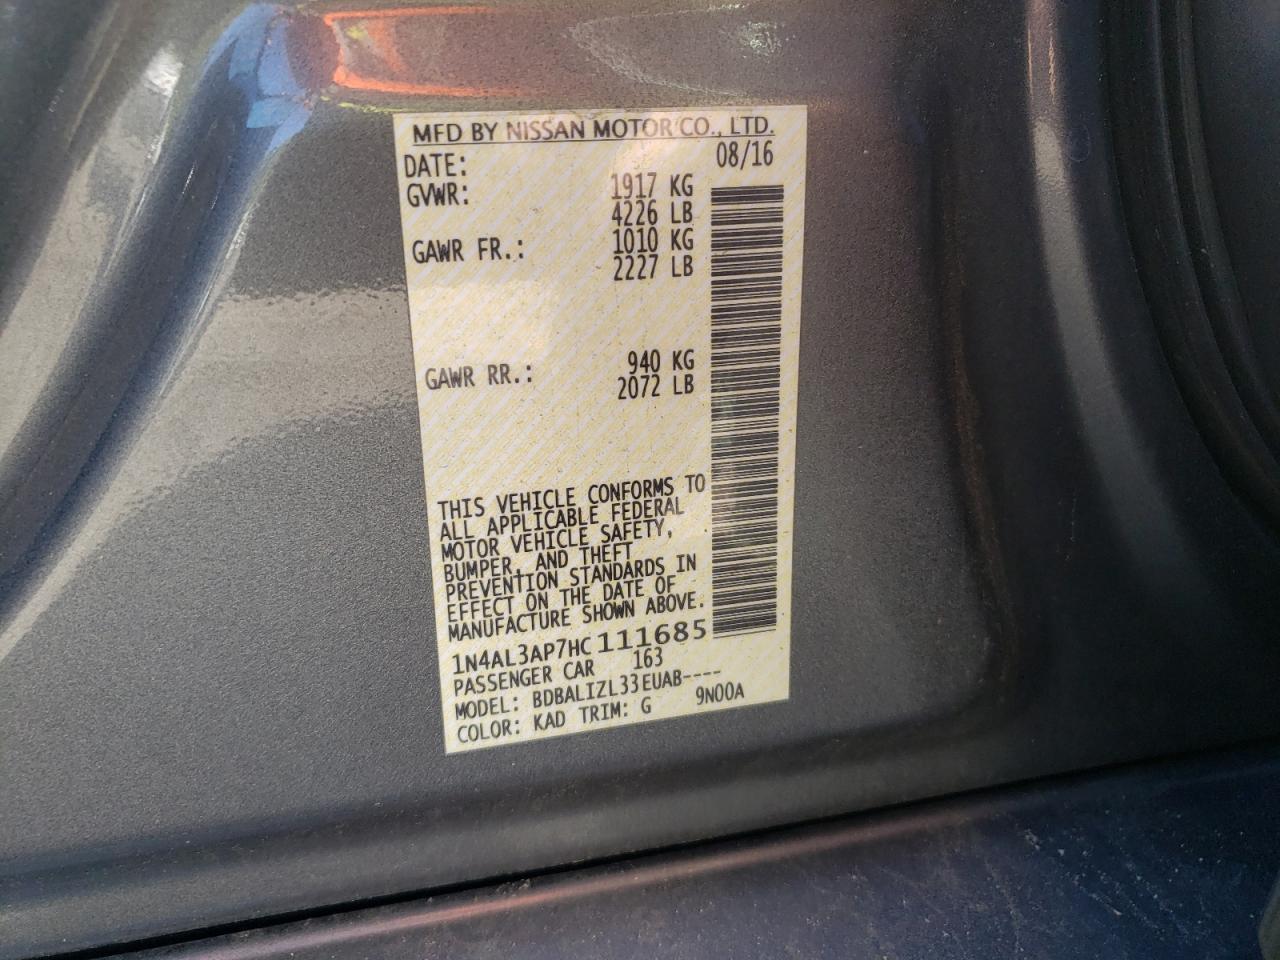 MFD BY NISSAN MOTOR CO., LTD.
DATE: 08/16
GVWR: 1917 KG
4226 LB
GAWR FR.: 1010 KG
2227 LB
GAWR RR.: 940 KG
2072 LB
THIS VEHICLE CONFORMS TO
ALL APPLICABLE FEDERAL
MOTOR VEHICLE SAFETY,
BUMPER, AND THEFT
PREVENTION STANDARDS IN
EFFECT ON THE DATE OF
MANUFACTURE SHOWN ABOVE.
1N4AL3AP7HC111685
PASSENGER CAR 163
MODEL: BDBALIZL33EUAB----
COLOR: KAD TRIM: G 9N00A